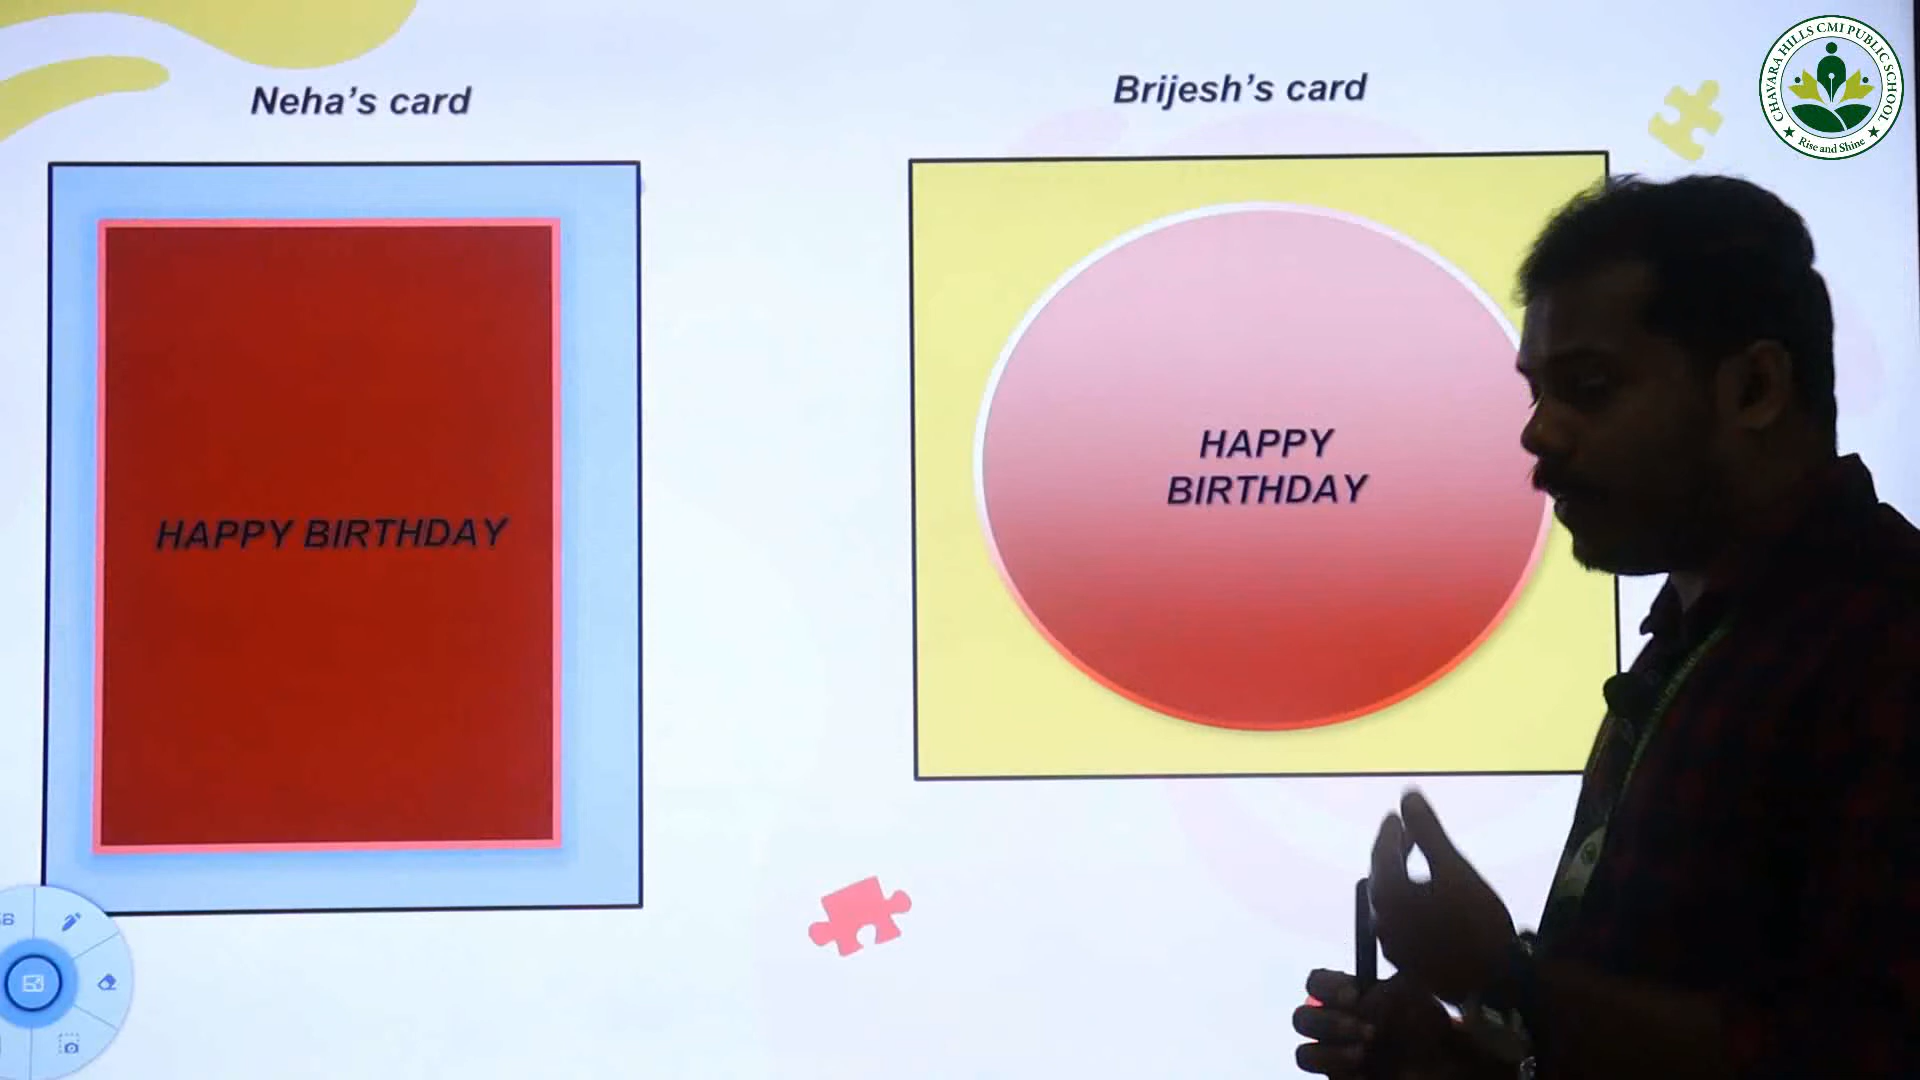 Neha's card
Brijesh's card
HAPPY BIRTHDAY
HAPPY
BIRTHDAY
CHAVARA HILLS CMI PUBLIC SCHOOL
Rise and Shine